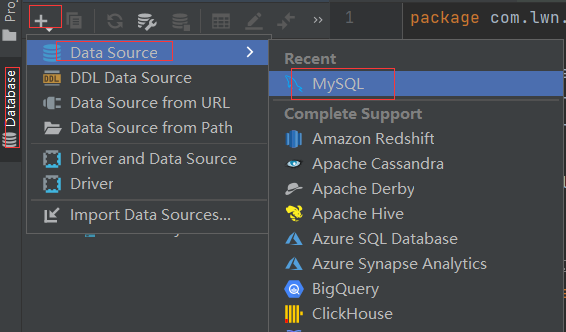 Proj
Database
1 package com.lwn.
Data Source
DDL Data Source
Data Source from URL
Data Source from Path
Driver and Data Source
Driver
Import Data Sources...
Recent
MySQL
Complete Support
Amazon Redshift
Apache Cassandra
Apache Derby
Apache Hive
Azure SQL Database
Azure Synapse Analytics
BigQuery
ClickHouse